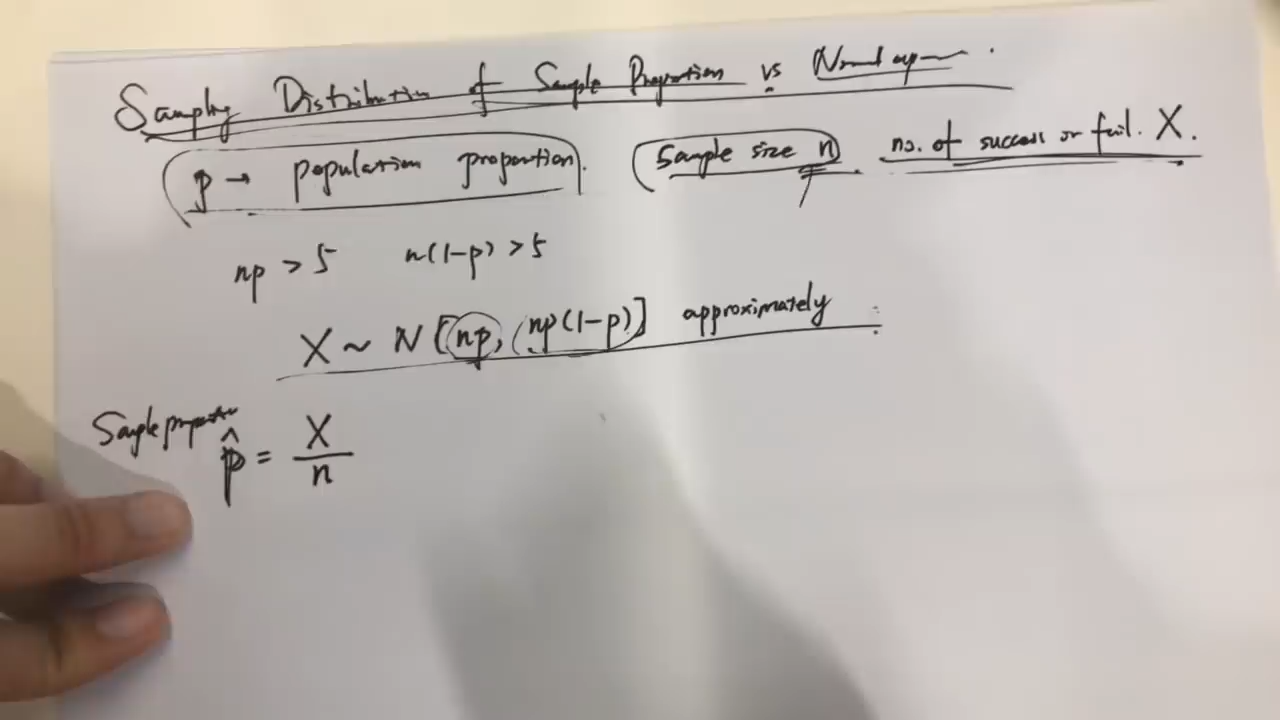 Sampling Distribution of Sample Proportion vs Normal
p → population proportion. Sample size n no. of success or fail. X.
np > 5 n(1-p) > 5
X ~ N [np, np(1-p)] approximately
Sample proportion
p̂ = X/n